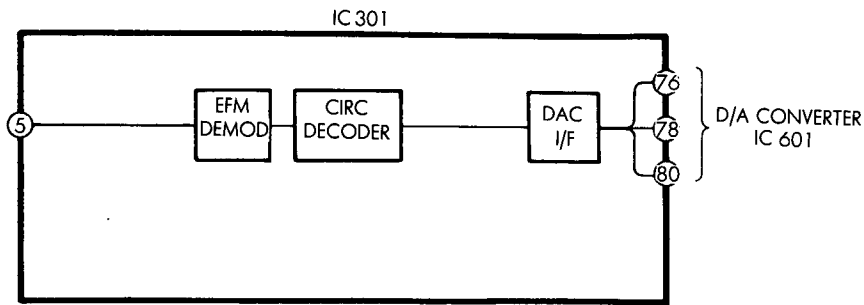 IC 301
5
EFM
DEMOD
CIRC
DECODER
DAC
I/F
76
78
80
D/A CONVERTER
IC 601